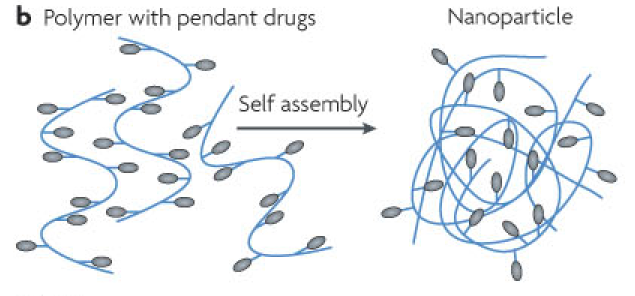 b Polymer with pendant drugs
Nanoparticle
Self assembly